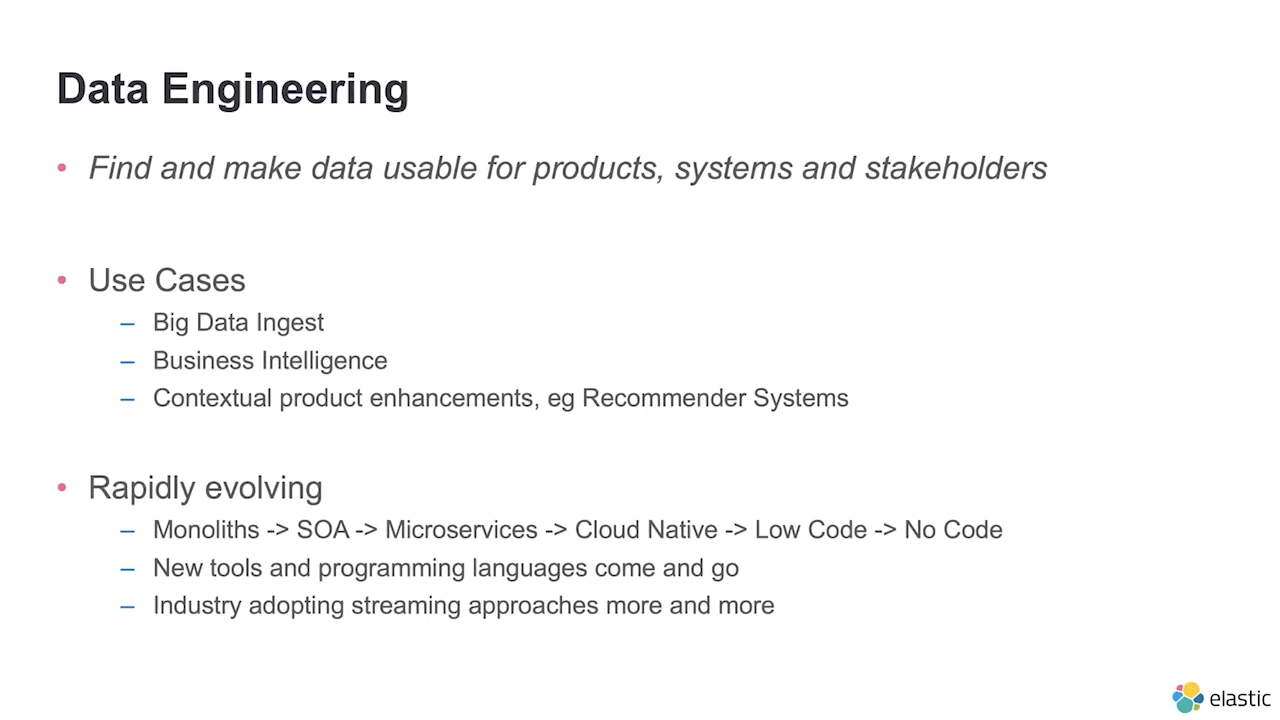 Data Engineering
• Find and make data usable for products, systems and stakeholders
• Use Cases
– Big Data Ingest
– Business Intelligence
– Contextual product enhancements, eg Recommender Systems
• Rapidly evolving
– Monoliths -> SOA -> Microservices -> Cloud Native -> Low Code -> No Code
– New tools and programming languages come and go
– Industry adopting streaming approaches more and more
elastic